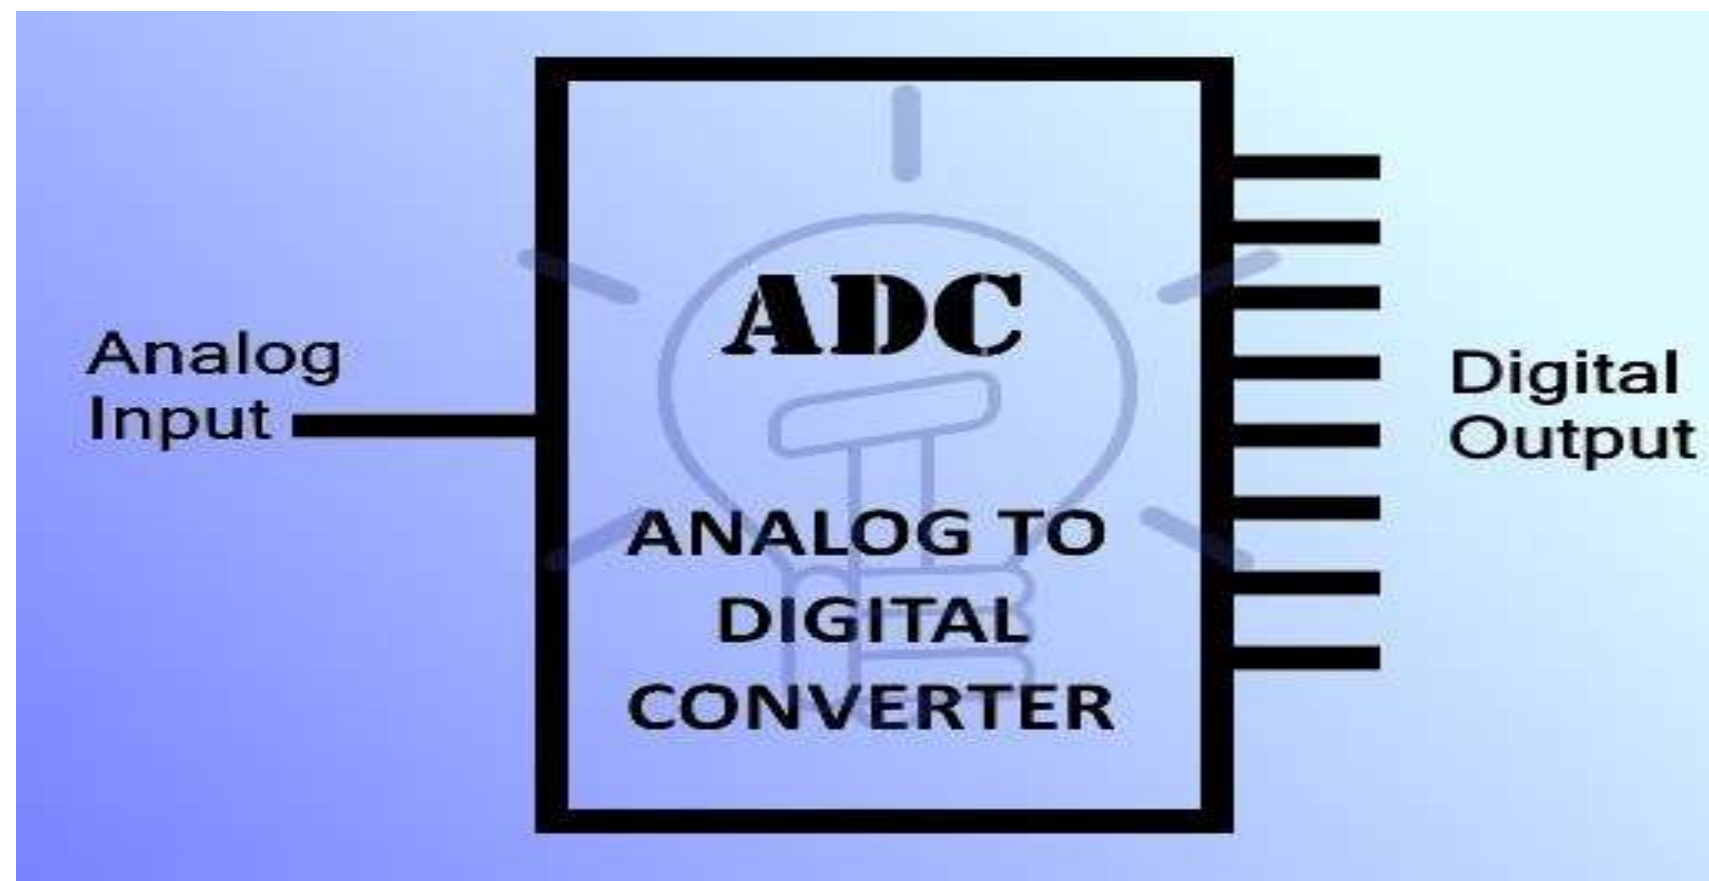 Analog
Input
ADC
ANALOG TO
DIGITAL
CONVERTER
Digital
Output